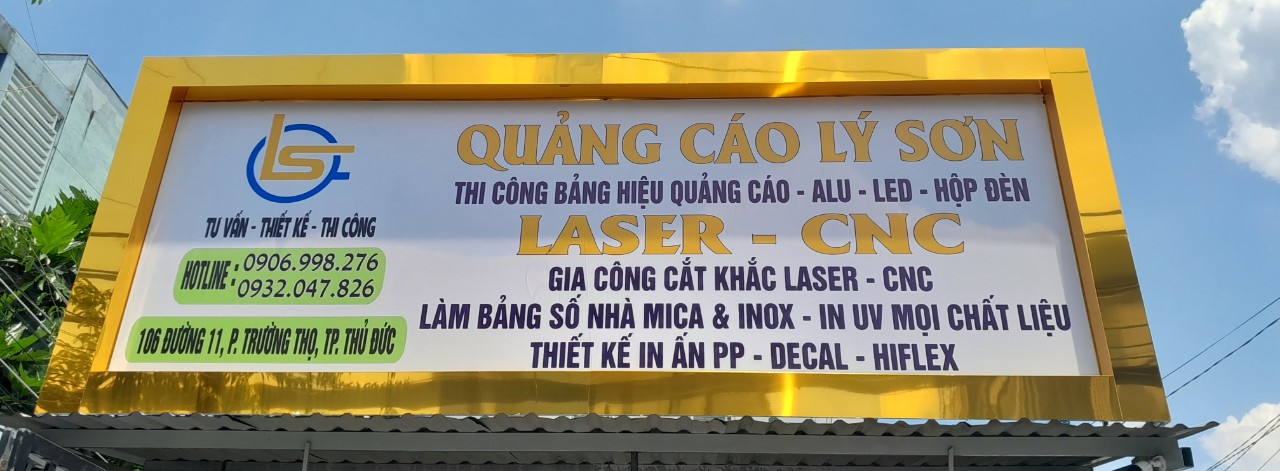 LS
TƯ VẤN - THIẾT KẾ - THI CÔNG
HOTLINE : 0906.998.276
0932.047.826
106 ĐƯỜNG 11, P. TRƯỜNG THỌ, TP. THỦ ĐỨC
QUẢNG CÁO LÝ SƠN
THI CÔNG BẢNG HIỆU QUẢNG CÁO - ALU - LED - HỘP ĐÈN
LASER - CNC
GIA CÔNG CẮT KHẮC LASER - CNC
LÀM BẢNG SỐ NHÀ MICA & INOX - IN UV MỌI CHẤT LIỆU
THIẾT KẾ IN ẤN PP - DECAL - HIFLEX